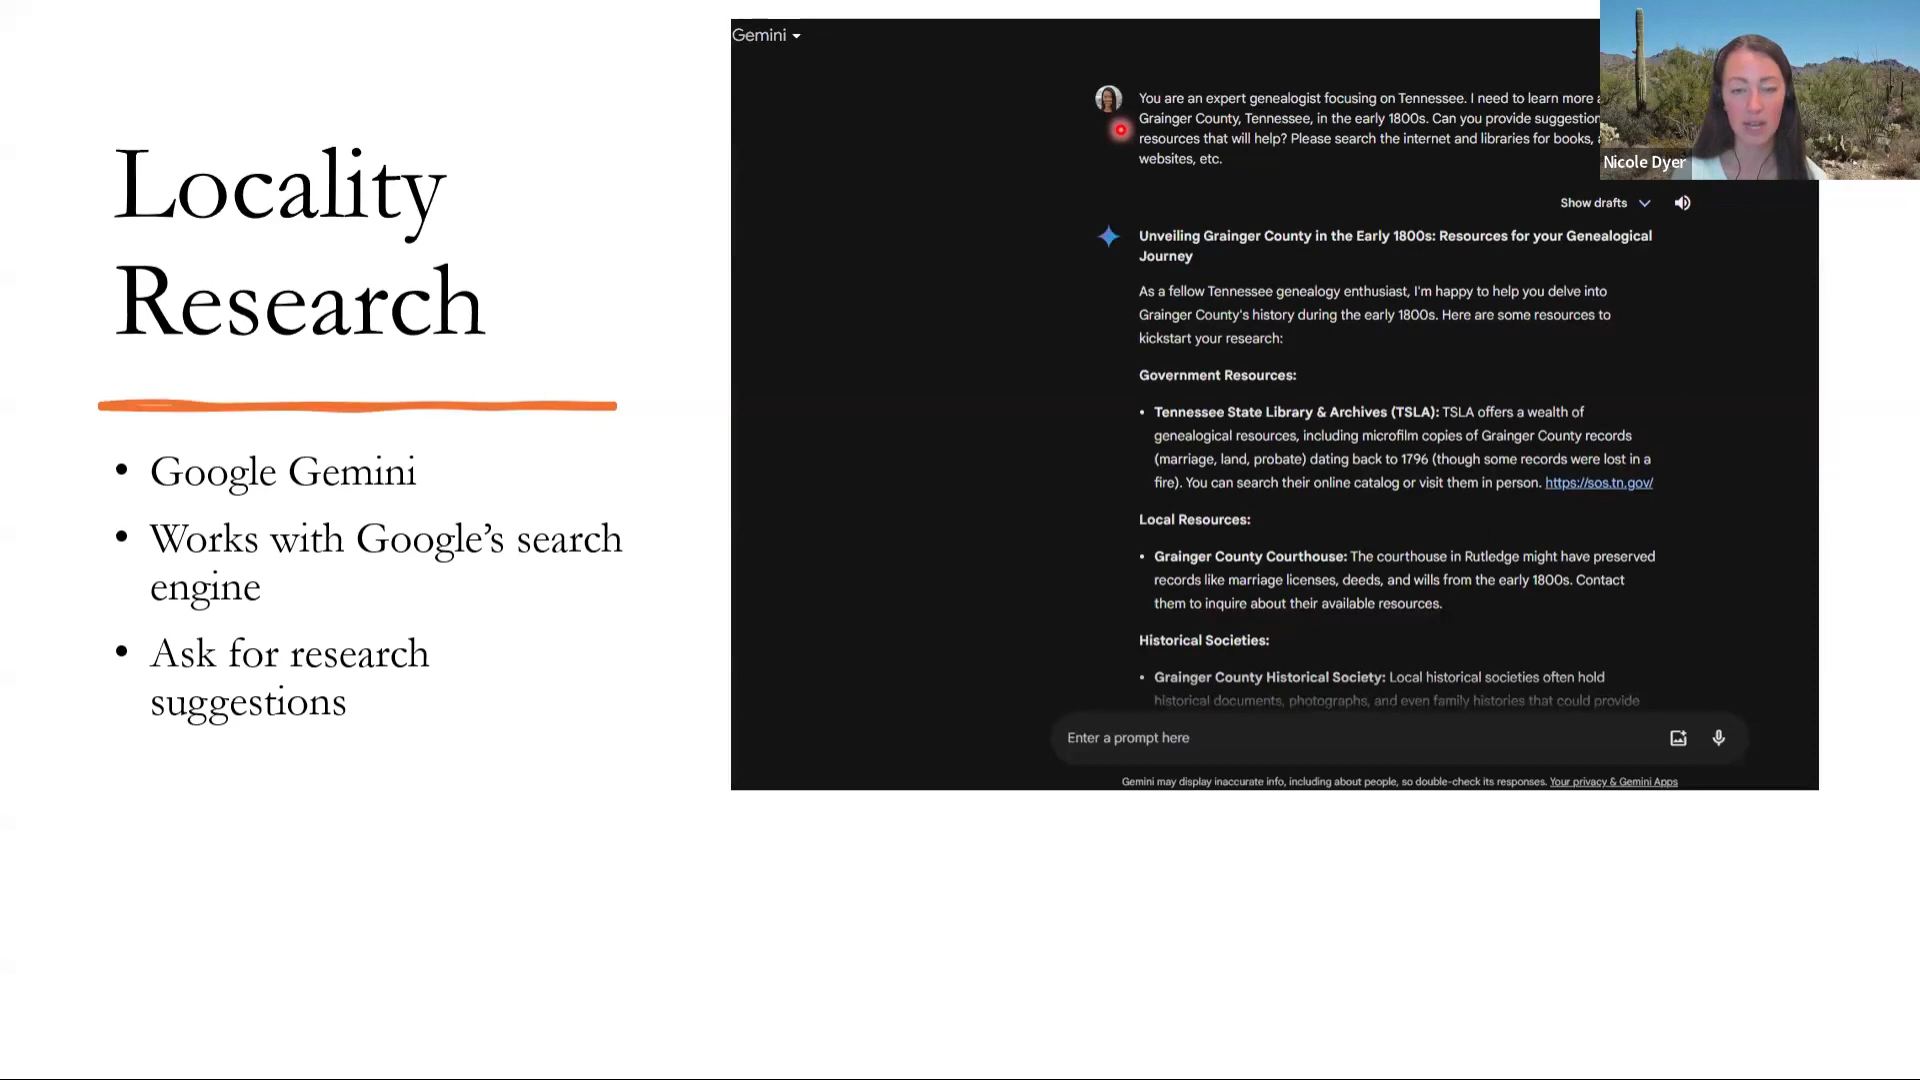 Locality
Research
• Google Gemini
• Works with Google's search
engine
• Ask for research
suggestions
Gemini
You are an expert genealogist focusing on Tennessee. I need to learn more
Grainger County, Tennessee, in the early 1800s. Can you provide
resources that will help? Please search the internet and libraries for books,
websites, etc.
Nicole Dyer
Show drafts
Unveiling Grainger County in the Early 1800s: Resources for your Genealogical
Journey
As a fellow Tennessee genealogy enthusiast, I'm happy to help you delve into
Grainger County's history during the early 1800s. Here are some resources to
kickstart your research:
Government Resources:
• Tennessee State Library & Archives (TSLA): TSLA offers a wealth of
genealogical resources, including microfilm copies of Grainger County records
(marriage, land, probate) dating back to 1796 (though some records were lost in a
fire). You can search their online catalog or visit them in person. https://sos.tn.gov/
Local Resources:
• Grainger County Courthouse: The courthouse in Rutledge might have preserved
records like marriage licenses, deeds, and wills from the early 1800s. Contact
them to inquire about their available resources.
Historical Societies:
• Grainger County Historical Society: Local historical societies often hold
historical documents, photographs, and even family histories that could provide
Enter a prompt here
Gemini may display inaccurate info, including about people, so double-check its responses. Your privacy & Gemini Apps